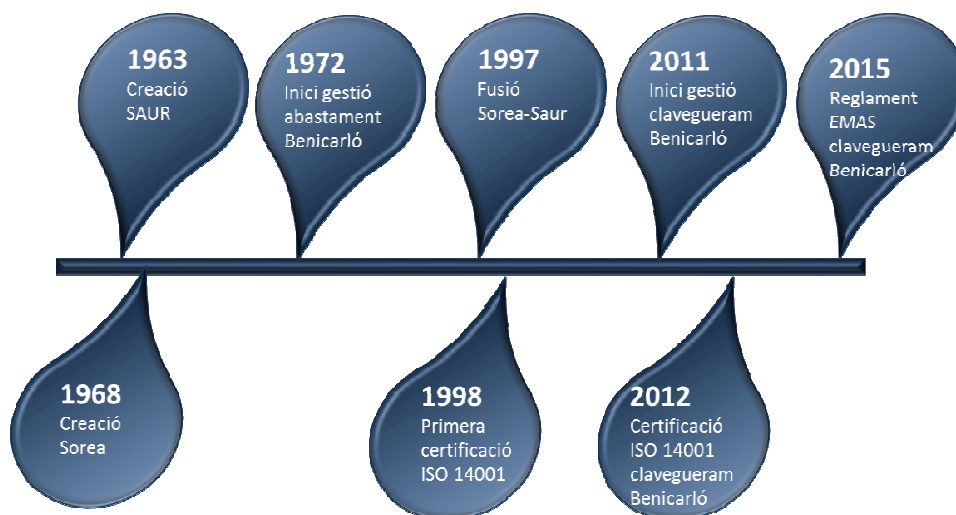 1963
Creació
SAUR
1972
Inici gestió
abastament
Benicarló
1997
Fusió
Sorea-Saur
2011
Inici gestió
clavegueram
Benicarló
2015
Reglament
EMAS
clavegueram
Benicarló
1968
Creació
Sorea
1998
Primera
certificació
ISO 14001
2012
Certificació
ISO 14001
clavegueram
Benicarló